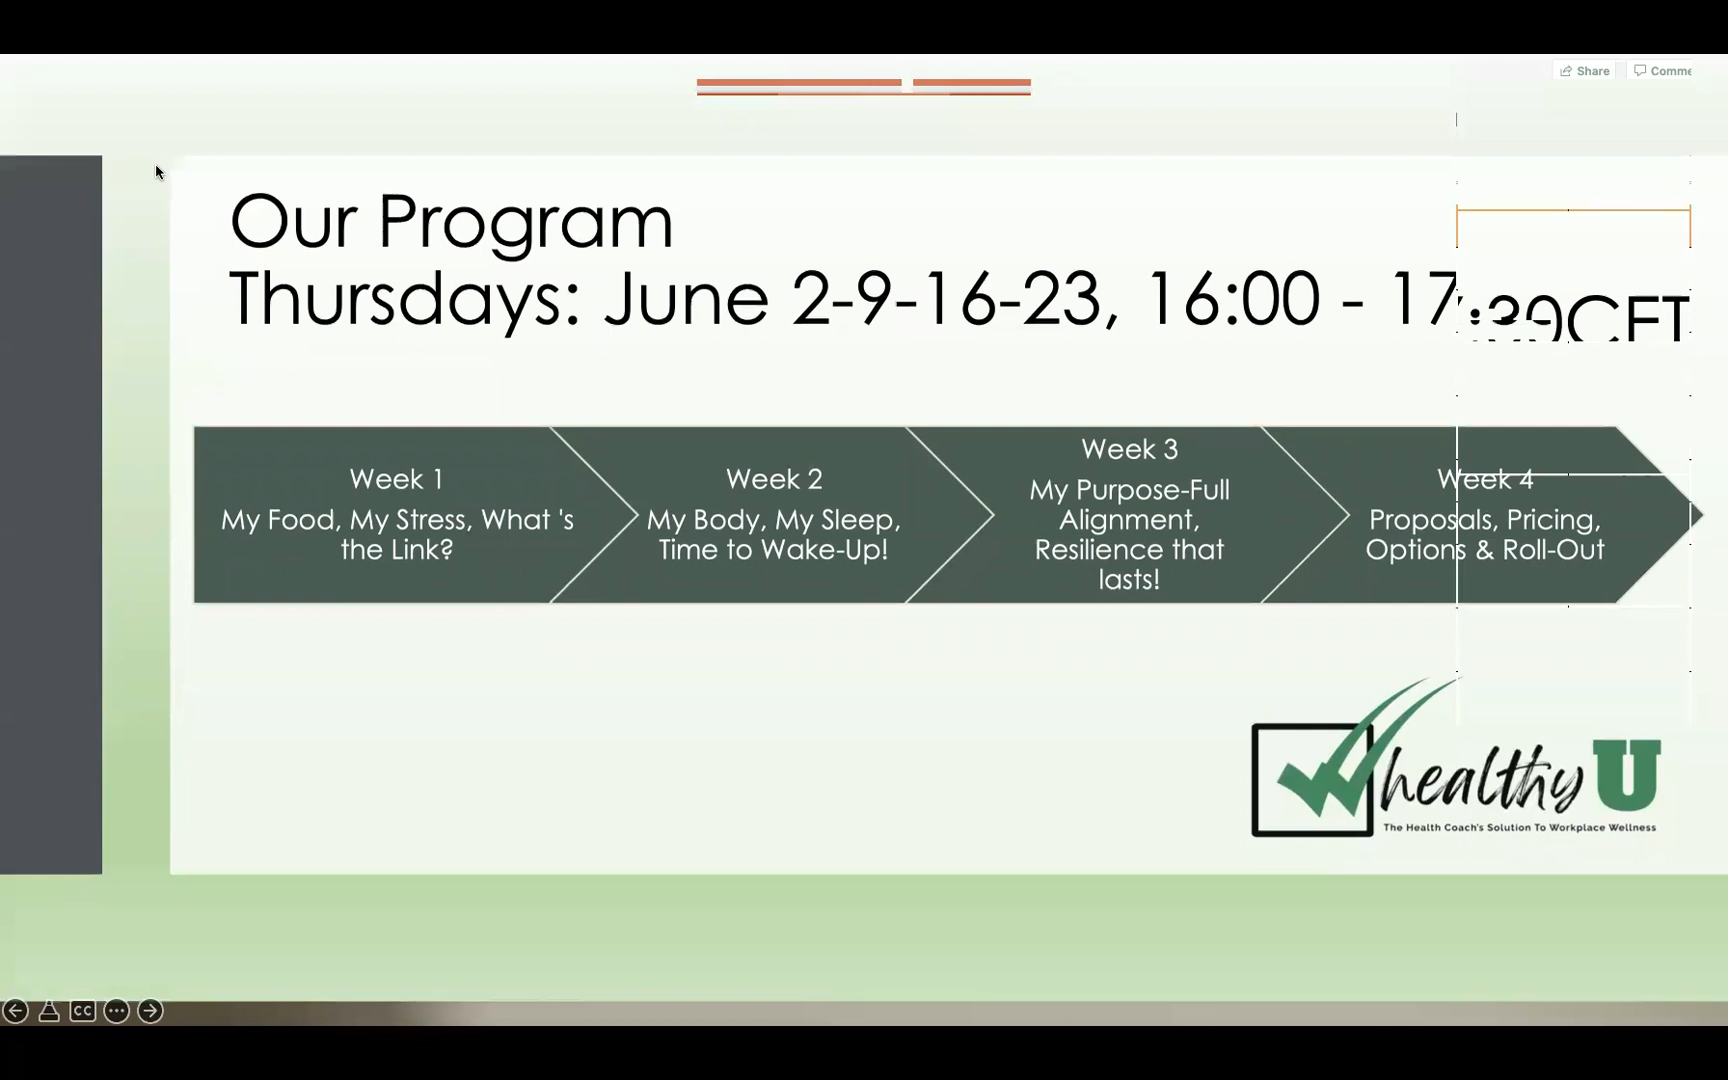 Share
Comme
Our Program
Thursdays: June 2-9-16-23, 16:00 - 17:30CET
Week 1
My Food, My Stress, What 's
the Link?
Week 2
My Body, My Sleep,
Time to Wake-Up!
Week 3
My Purpose-Full
Alignment,
Resilience that
lasts!
Week 4
Proposals, Pricing,
Options & Roll-Out
healthy U
The Health Coach's Solution To Workplace Wellness
CC